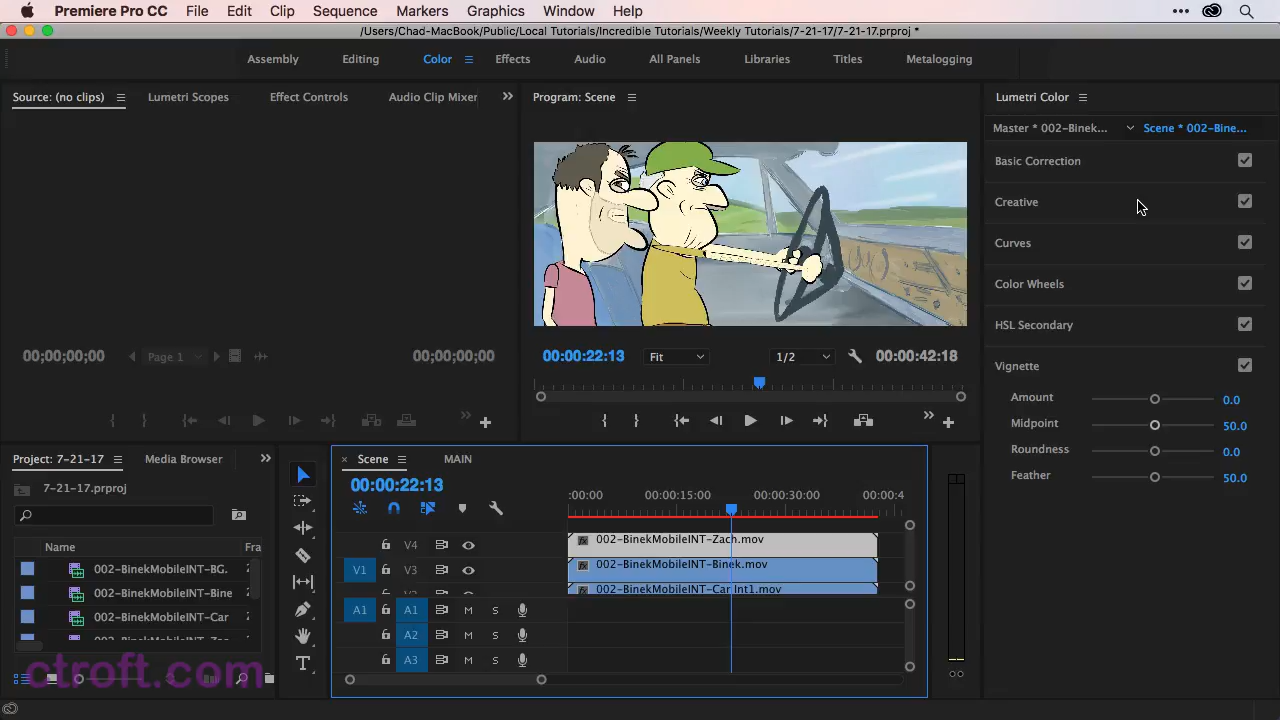 Premiere Pro CC File Edit Clip Sequence Markers Graphics Window Help
/Users/Chad-MacBook/Public/Local Tutorials/Incredible Tutorials/Weekly Tutorials/7-21-17/7-21-17.prproj *
Assembly Editing Color Effects Audio All Panels Libraries Titles Metalogging
Source: (no clips) Lumetri Scopes Effect Controls Audio Clip Mixer
Program: Scene
Lumetri Color
Master * 002-Binek... Scene * 002-Bine...
Basic Correction
Creative
Curves
Color Wheels
HSL Secondary
Vignette
Amount 0.0
Midpoint 50.0
Roundness 0.0
Feather 50.0
00;00;00;00 Page 1 00;00;00;00
00:00:22:13 Fit 1/2 00:00:42:18
Project: 7-21-17 Media Browser
7-21-17.prproj
Name Fra
002-BinekMobileINT-BG.
002-BinekMobileINT-Bine
002-BinekMobileINT-Car
ctroft.com
Scene MAIN
00:00:22:13
:00:00 00:00:15:00 00:00:30:00 00:00:4
V4 002-BinekMobileINT-Zach.mov
V1 V3 002-BinekMobileINT-Binek.mov
002-BinekMobileINT-Car Int1.mov
A1 A1 M S
A2 M S
A3 M S